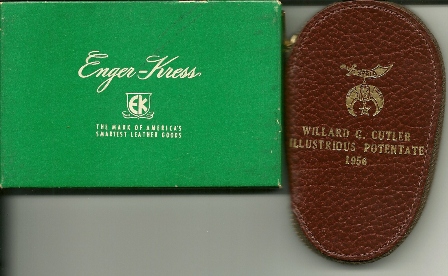 Enger-Kress
EK
THE MARK OF AMERICA'S
SMARTEST LEATHER GOODS
WILLARD G. CUTLER
ILLUSTRIOUS POTENTATE
1956